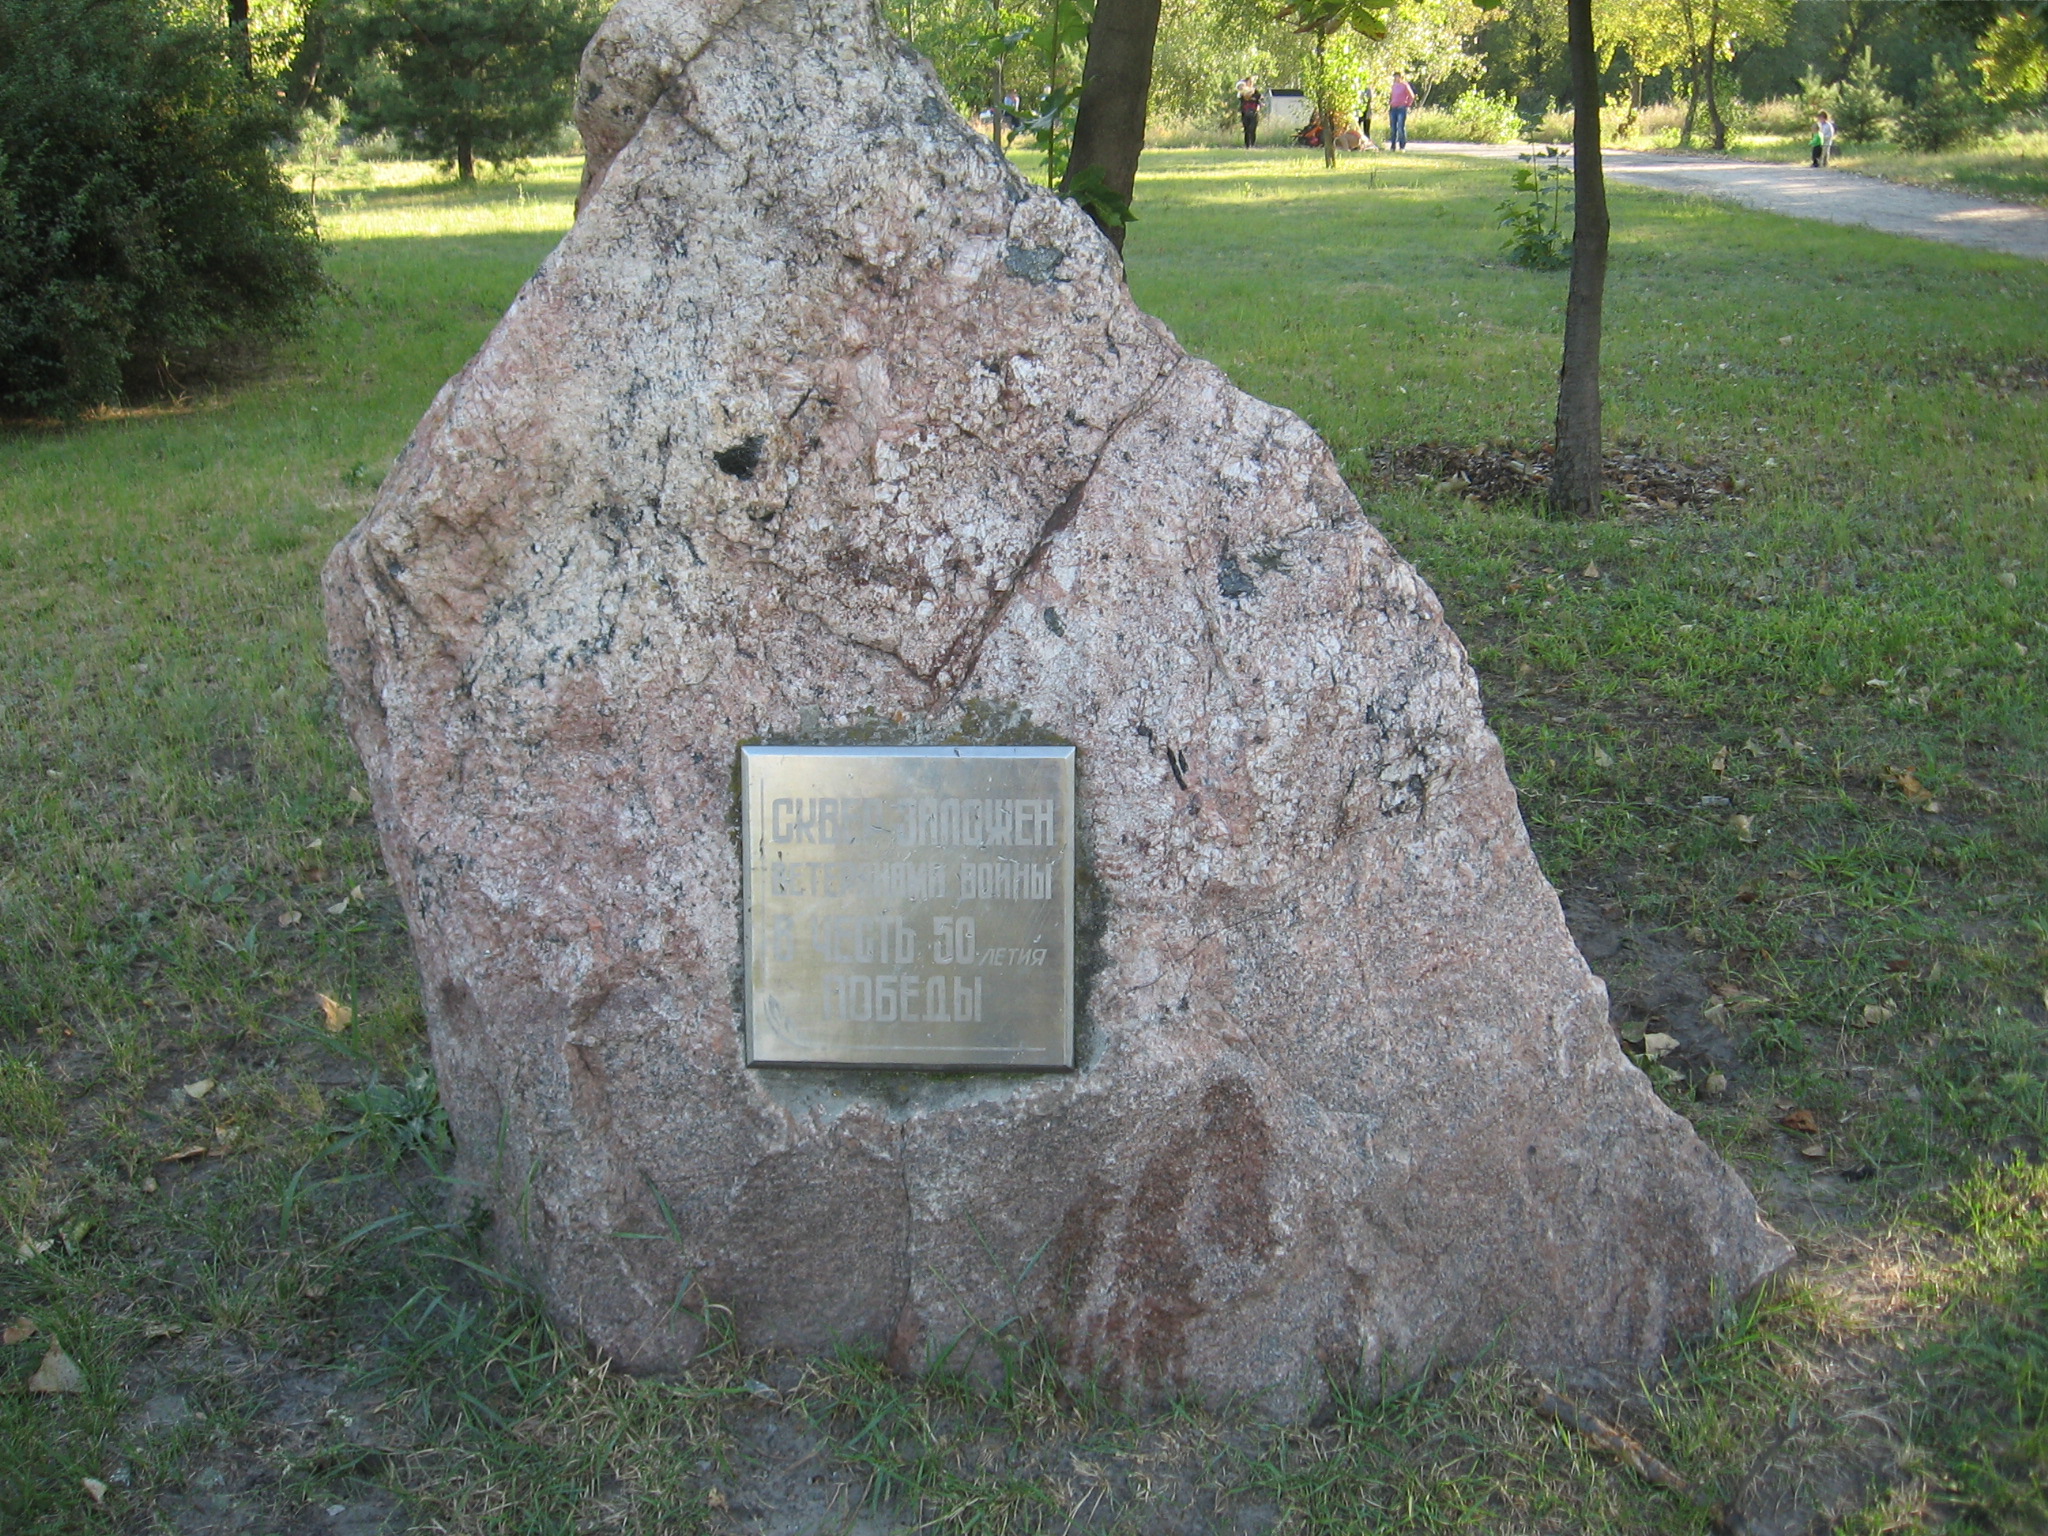 СКВЕР ЗАЛОЖЕН
ВЕТЕРАНАМИ ВОЙНЫ
В ЧЕСТЬ 50 ЛЕТИЯ
ПОБЕДЫ